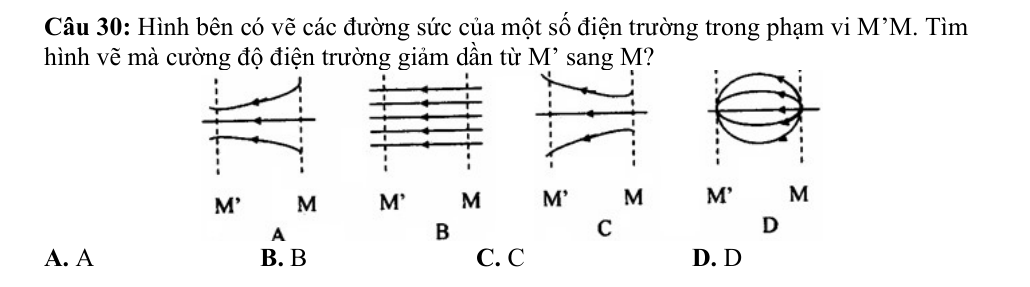 Câu 30: Hình bên có vẽ các đường sức của một số điện trường trong phạm vi M’M. Tìm
hình vẽ mà cường độ điện trường giảm dần từ M’ sang M?
M’ M M’ M M’ M M’ M
A B C D
A. A B. B C. C D. D